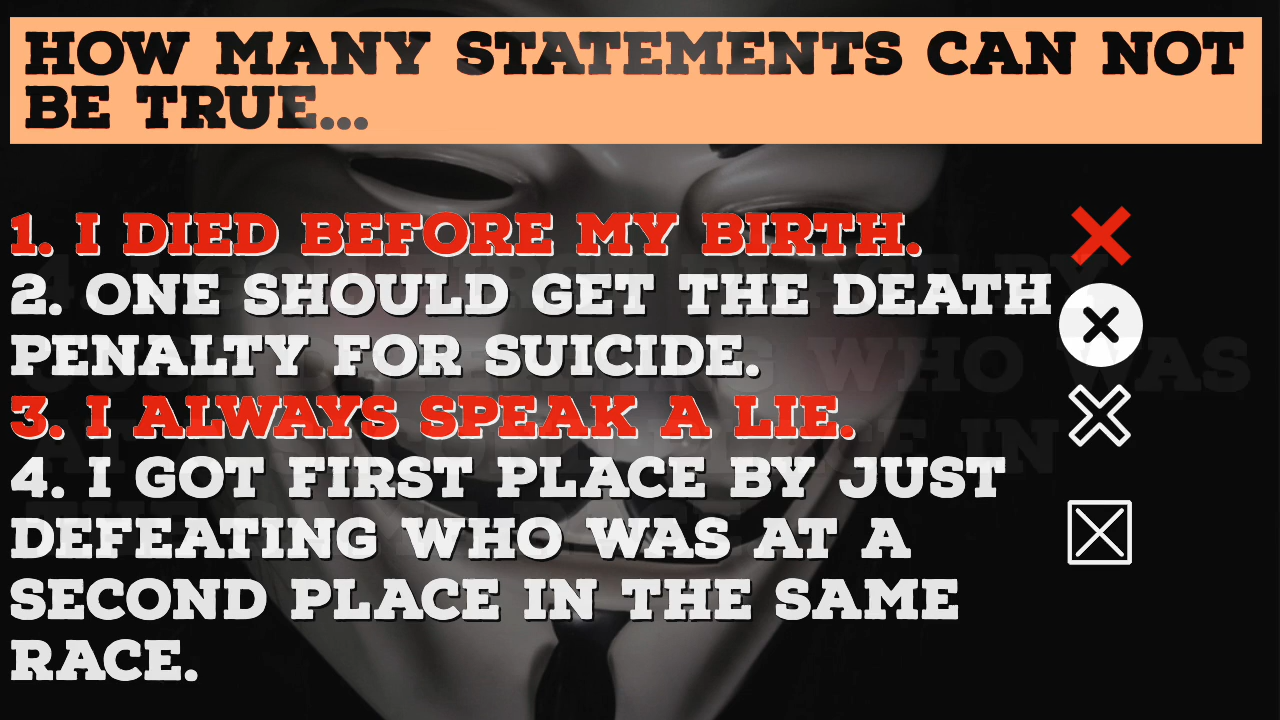 HOW MANY STATEMENTS CAN NOT
BE TRUE...
1. I DIED BEFORE MY BIRTH.
2. ONE SHOULD GET THE DEATH
PENALTY FOR SUICIDE.
3. I ALWAYS SPEAK A LIE.
4. I GOT FIRST PLACE BY JUST
DEFEATING WHO WAS AT A
SECOND PLACE IN THE SAME
RACE.